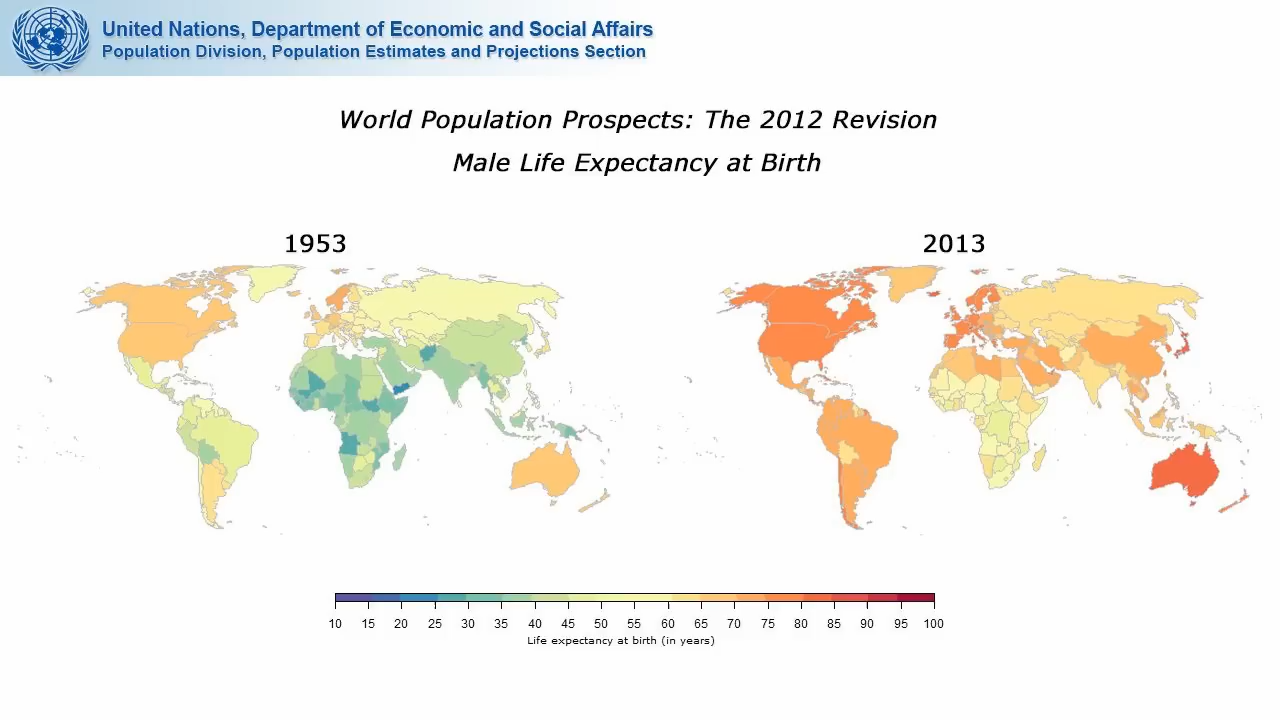 United Nations, Department of Economic and Social Affairs
Population Division, Population Estimates and Projections Section
World Population Prospects: The 2012 Revision
Male Life Expectancy at Birth
1953 2013
10 15 20 25 30 35 40 45 50 55 60 65 70 75 80 85 90 95 100
Life expectancy at birth (in years)